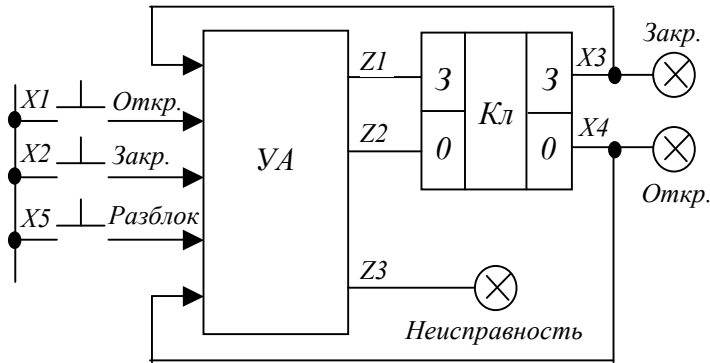 Закр.
Z1
X3
З
З
X1
Откр.
Кл
X2
Закр.
УА
Z2
X4
0
0
X5
Разблок
Откр.
Z3
Неисправность